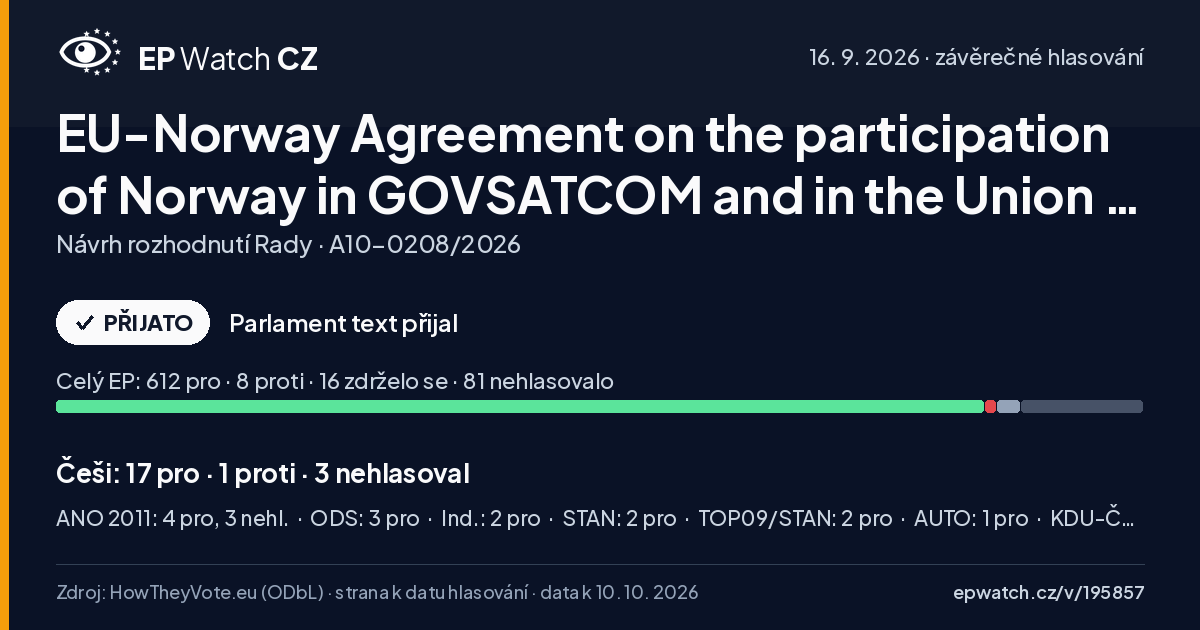 EP Watch CZ
16. 9. 2026 · závěrečné hlasování
EU-Norway Agreement on the participation
of Norway in GOVSATCOM and in the Union …
Návrh rozhodnutí Rady · A10-0208/2026
✓ PŘIJATO
Parlament text přijal
Celý EP: 612 pro · 8 proti · 16 zdrželo se · 81 nehlasovalo
Češi: 17 pro · 1 proti · 3 nehlasoval
ANO 2011: 4 pro, 3 nehl. · ODS: 3 pro · Ind.: 2 pro · STAN: 2 pro · TOP09/STAN: 2 pro · AUTO: 1 pro · KDU-Č…
Zdroj: HowTheyVote.eu (ODbL) · strana k datu hlasování · data k 10. 10. 2026
epwatch.cz/v/195857